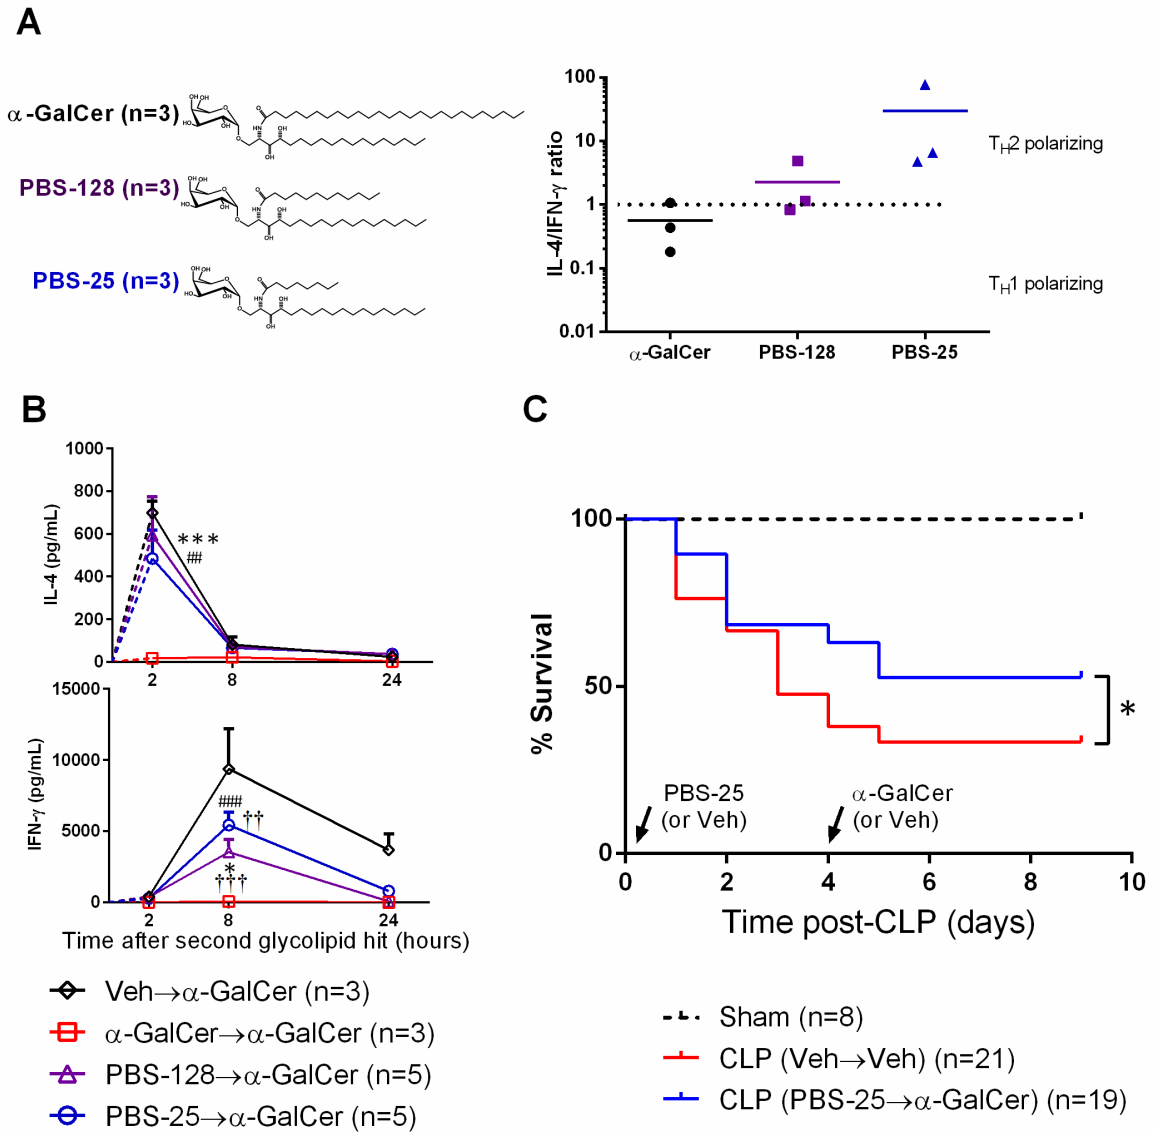 A
α-GalCer (n=3)
PBS-128 (n=3)
PBS-25 (n=3)
IL-4/IFN-γ ratio
100
10
1
0.1
0.01
TH2 polarizing
TH1 polarizing
α-GalCer PBS-128 PBS-25
B
IL-4 (pg/mL)
1000
800
600
400
200
0
***
##
2 8 24
IFN-γ (pg/mL)
15000
10000
5000
0
###
††
*
†††
2 8 24
Time after second glycolipid hit (hours)
Veh→α-GalCer (n=3)
α-GalCer→α-GalCer (n=3)
PBS-128→α-GalCer (n=5)
PBS-25→α-GalCer (n=5)
C
% Survival
100
50
0
*
PBS-25
(or Veh)
α-GalCer
(or Veh)
0 2 4 6 8 10
Time post-CLP (days)
Sham (n=8)
CLP (Veh→Veh) (n=21)
CLP (PBS-25→α-GalCer) (n=19)